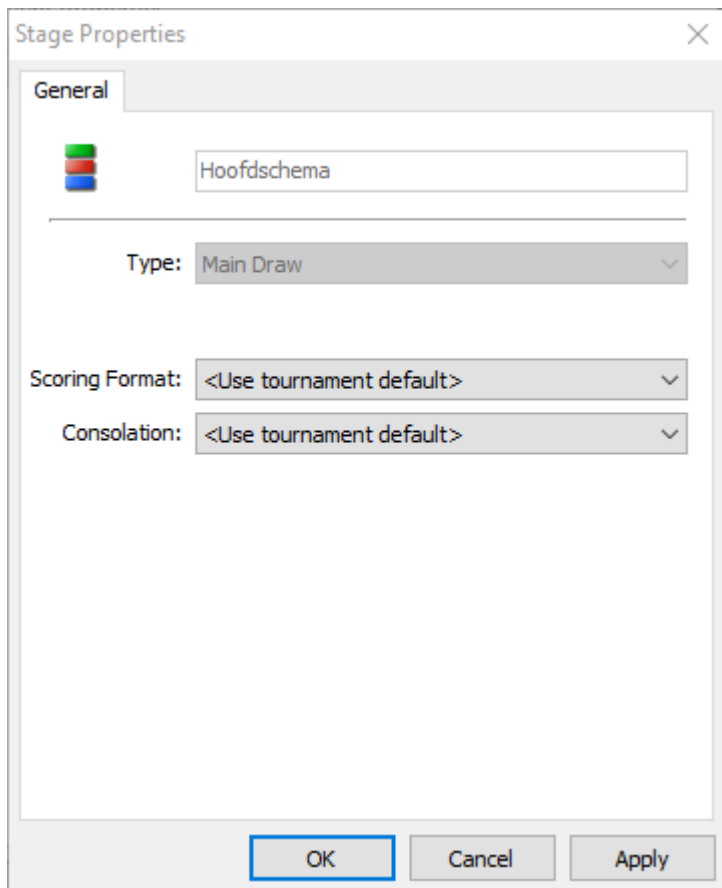 Stage Properties
General
Hoofdschema
Type: Main Draw
Scoring Format: <Use tournament default>
Consolation: <Use tournament default>
OK Cancel Apply